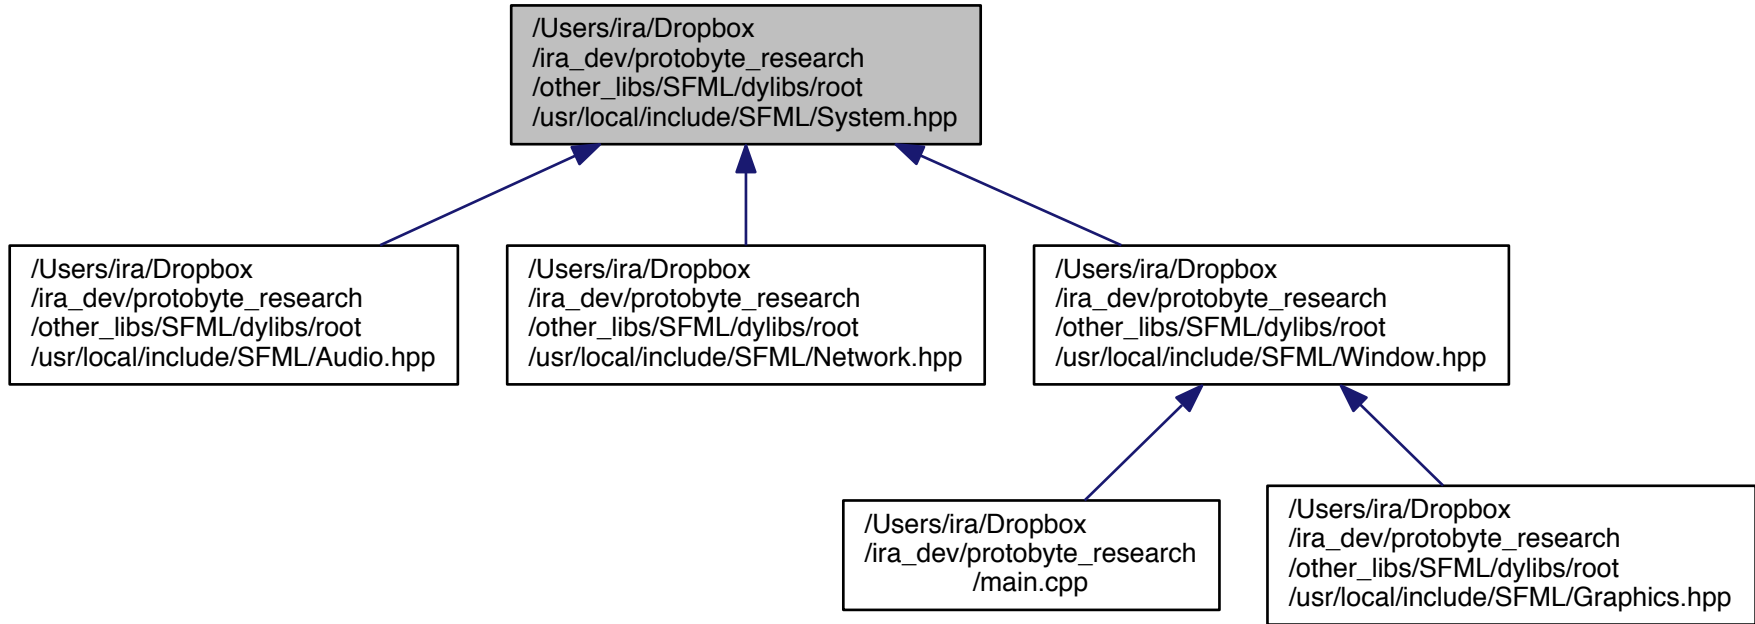 /Users/ira/Dropbox
/ira_dev/protobyte_research
/other_libs/SFML/dylibs/root
/usr/local/include/SFML/System.hpp
/Users/ira/Dropbox
/ira_dev/protobyte_research
/other_libs/SFML/dylibs/root
/usr/local/include/SFML/Audio.hpp
/Users/ira/Dropbox
/ira_dev/protobyte_research
/other_libs/SFML/dylibs/root
/usr/local/include/SFML/Network.hpp
/Users/ira/Dropbox
/ira_dev/protobyte_research
/other_libs/SFML/dylibs/root
/usr/local/include/SFML/Window.hpp
/Users/ira/Dropbox
/ira_dev/protobyte_research
/main.cpp
/Users/ira/Dropbox
/ira_dev/protobyte_research
/other_libs/SFML/dylibs/root
/usr/local/include/SFML/Graphics.hpp